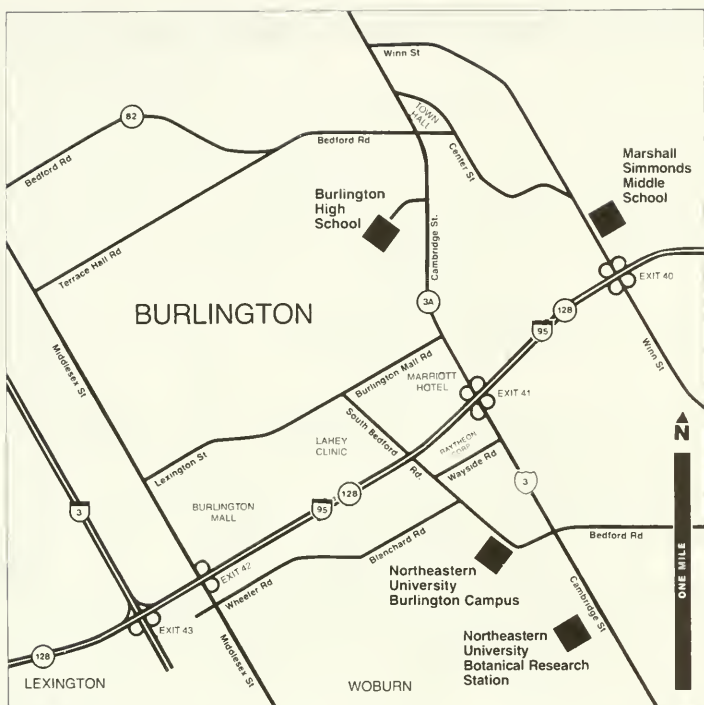 Winn St
TOWN
HALL
82
Bedford Rd
Bedford Rd
Center St
Marshall
Simmonds
Middle
School
Burlington
High
School
Cambridge St.
Terrace Hall Rd
EXIT 40
3A
128
95
BURLINGTON
Middlesex St
Winn St
Burlington Mall Rd
MARRIOTT
HOTEL
EXIT 41
South Bedford
Rd.
N
LAHEY
CLINIC
RAYTHEON
CORP
Wayside Rd
Lexington St
3
128
95
3
BURLINGTON
MALL
Bedford Rd
Blanchard Rd
ONE MILE
EXIT 42
Wheeler Rd
Northeastern
University
Burlington Campus
Cambridge St
EXIT 43
Middlesex St
Northeastern
University
Botanical Research
Station
128
LEXINGTON
WOBURN